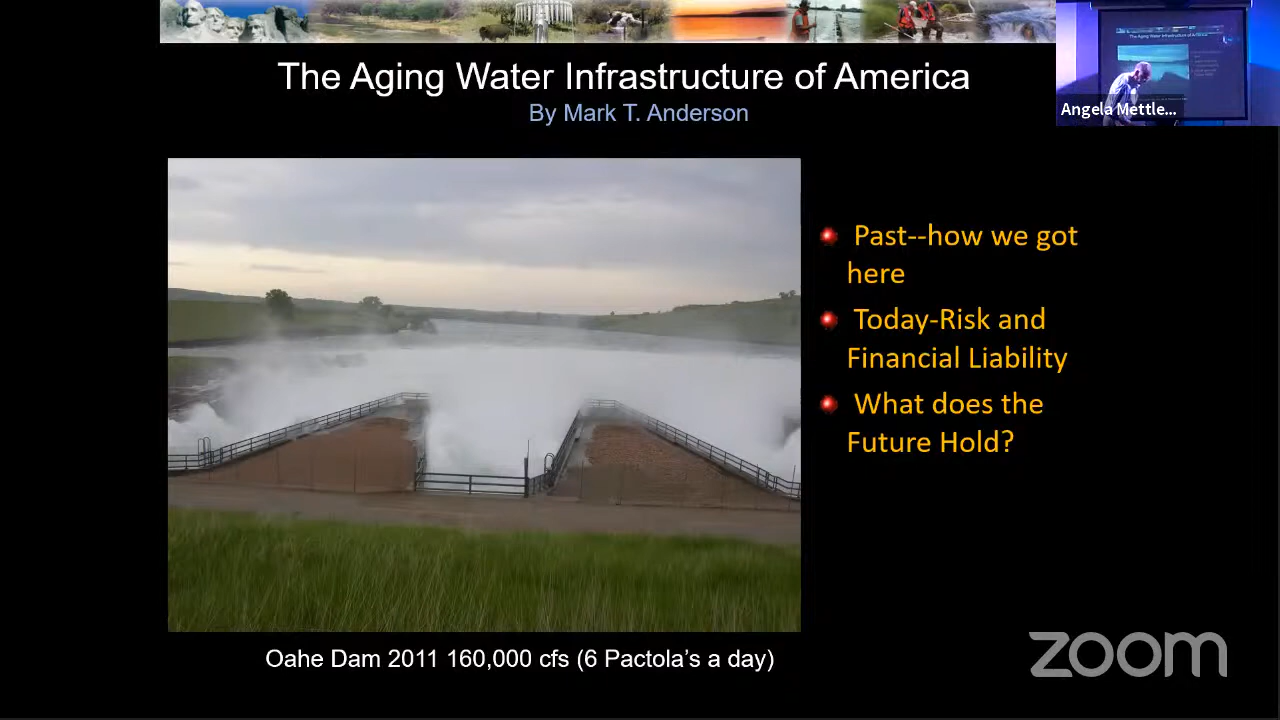 The Aging Water Infrastructure of America
By Mark T. Anderson
Angela Mettle...
Past--how we got
here
Today-Risk and
Financial Liability
What does the
Future Hold?
Oahe Dam 2011 160,000 cfs (6 Pactola's a day)
zoom